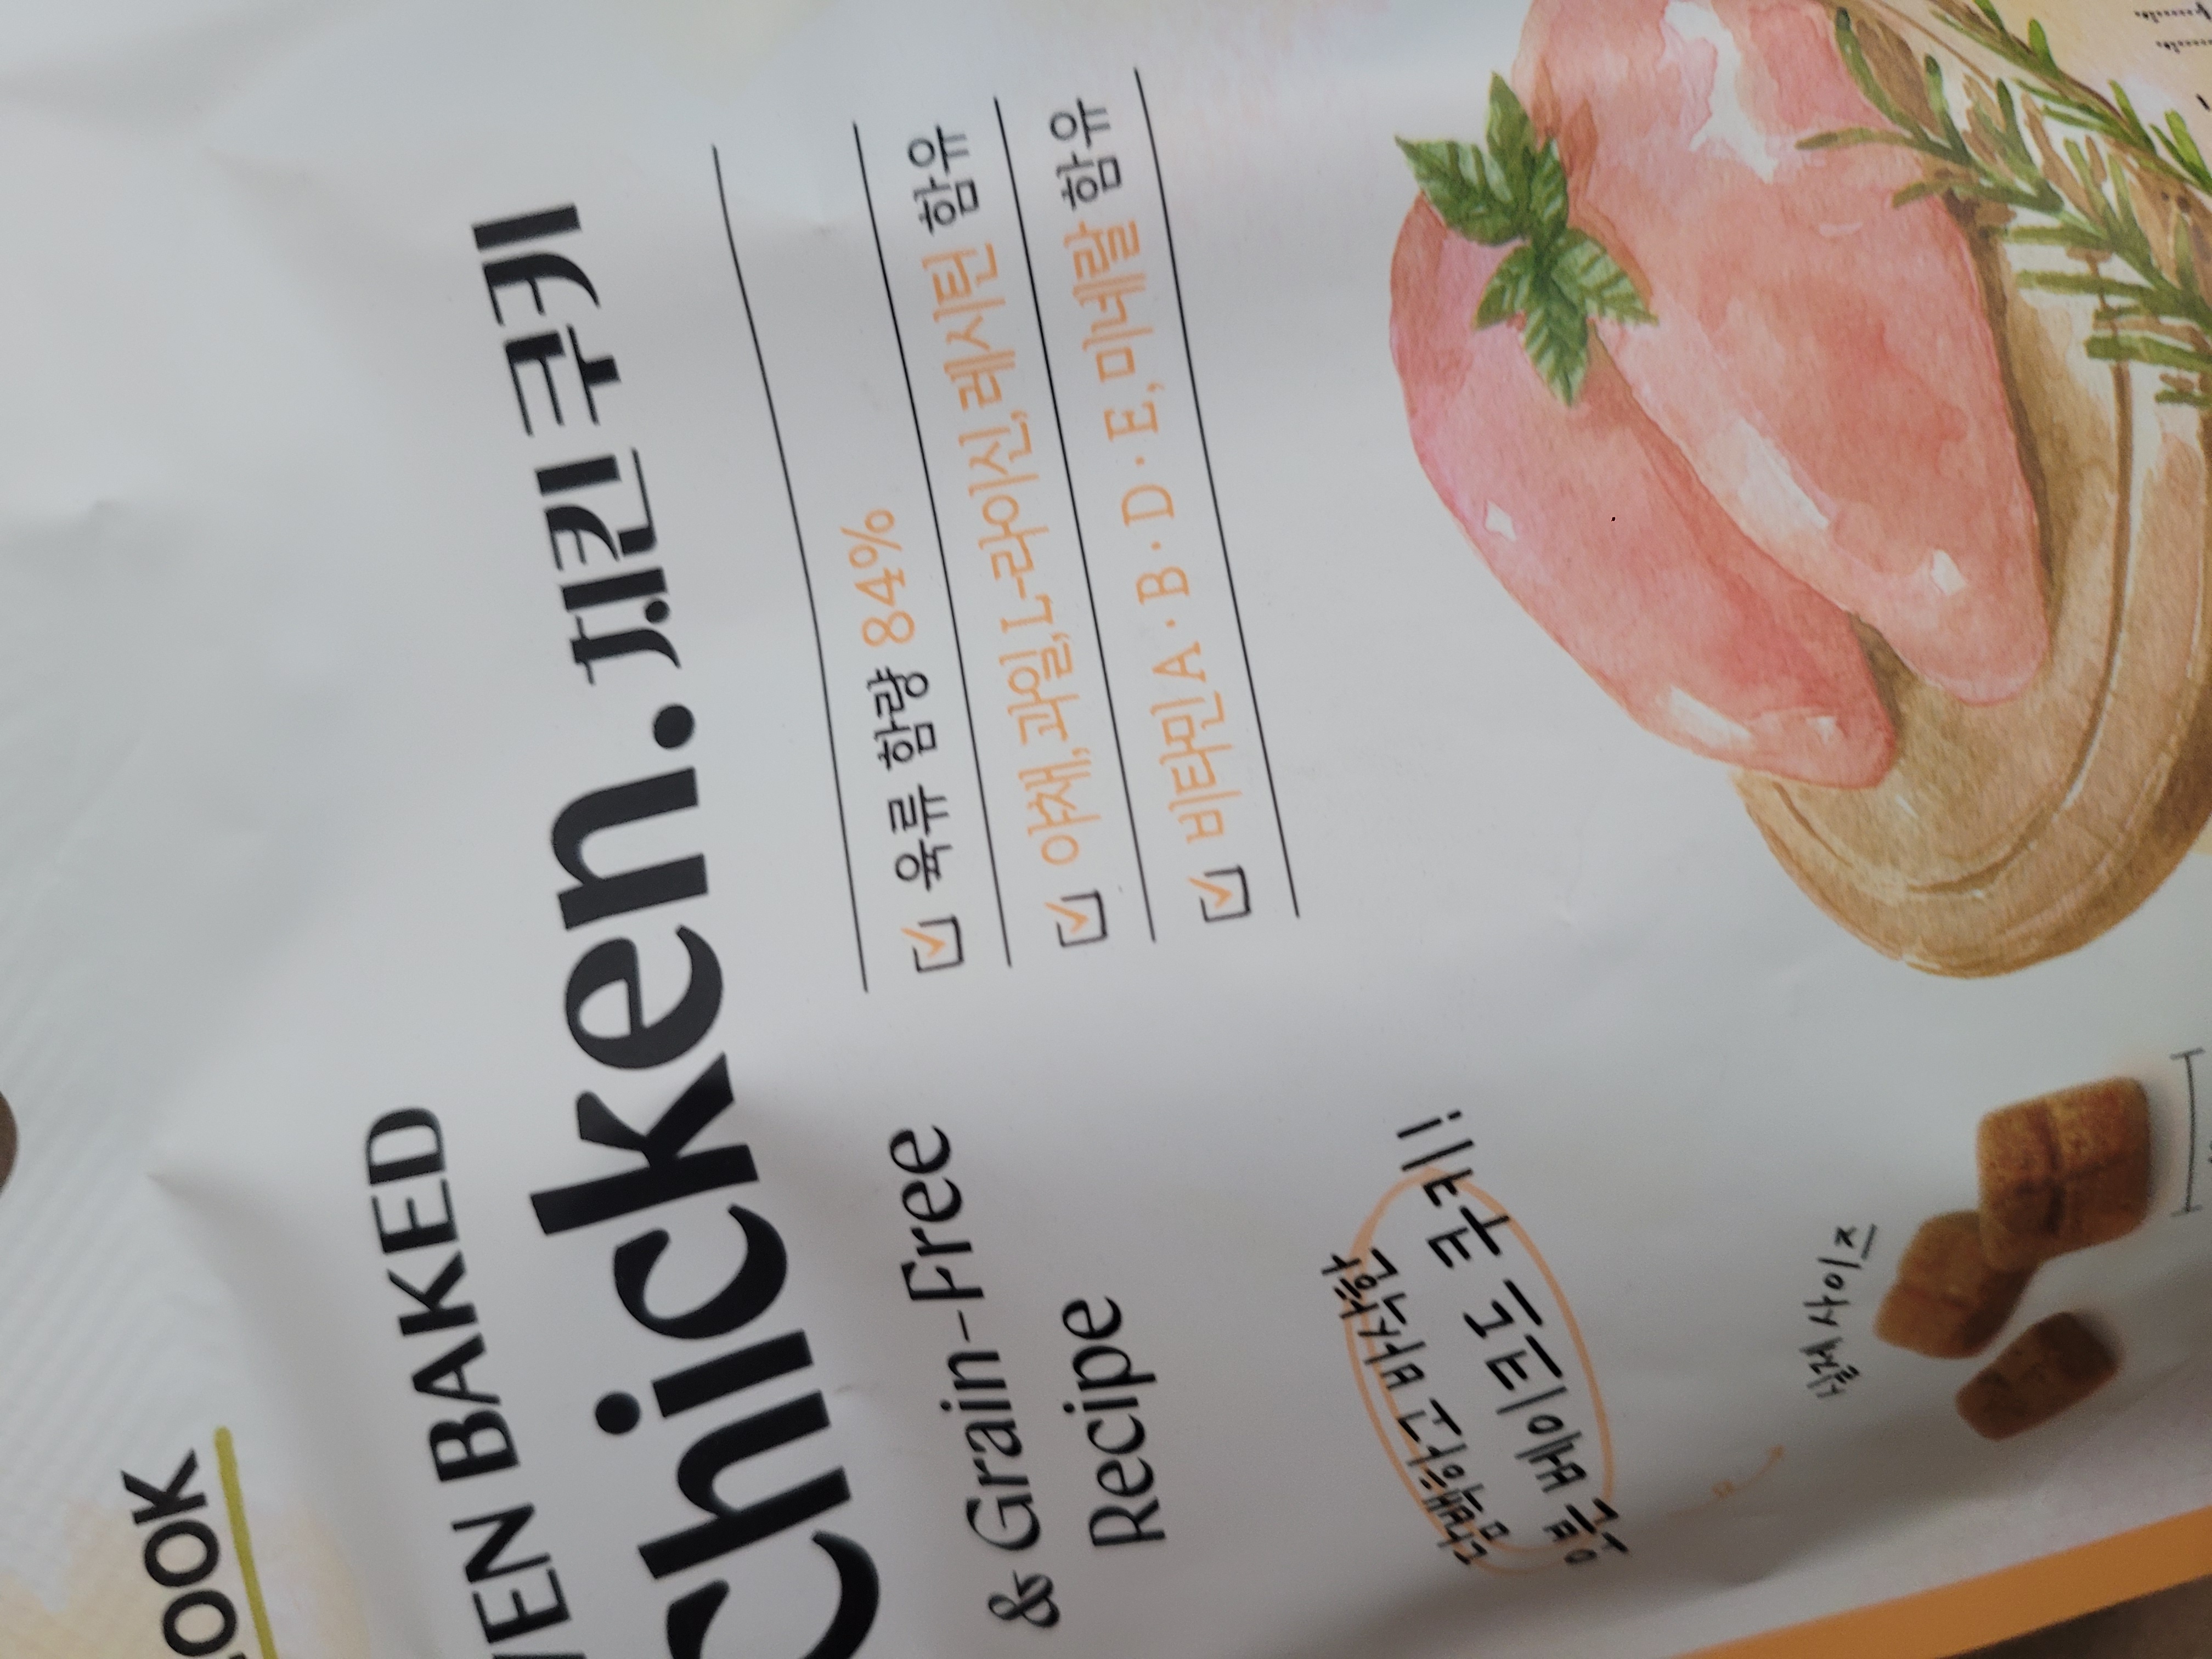 OOK
EN BAKED
Chicken. 치킨 쿠키
& Grain-Free
Recipe
육류 함량 84%
야채, 과일, L-라이신, 레시틴 함유
비타민 A · B · D · E, 미네랄 함유
담백하고 바삭한
오븐 베이티드 쿠키!
실제 사이즈